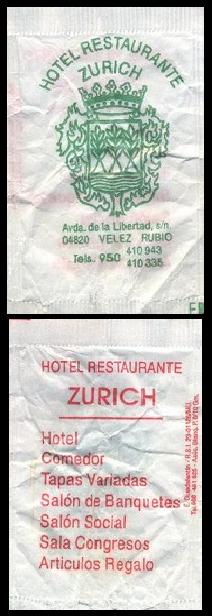 HOTEL RESTAURANTE
ZURICH
Avda. de la Libertad, s/n.
04820 VELEZ RUBIO
Tels. 950 410 943
410 335
HOTEL RESTAURANTE
ZURICH
Hotel
Comedor
Tapas Variadas
Salón de Banquetes
Salón Social
Sala Congresos
Articulos Regalo